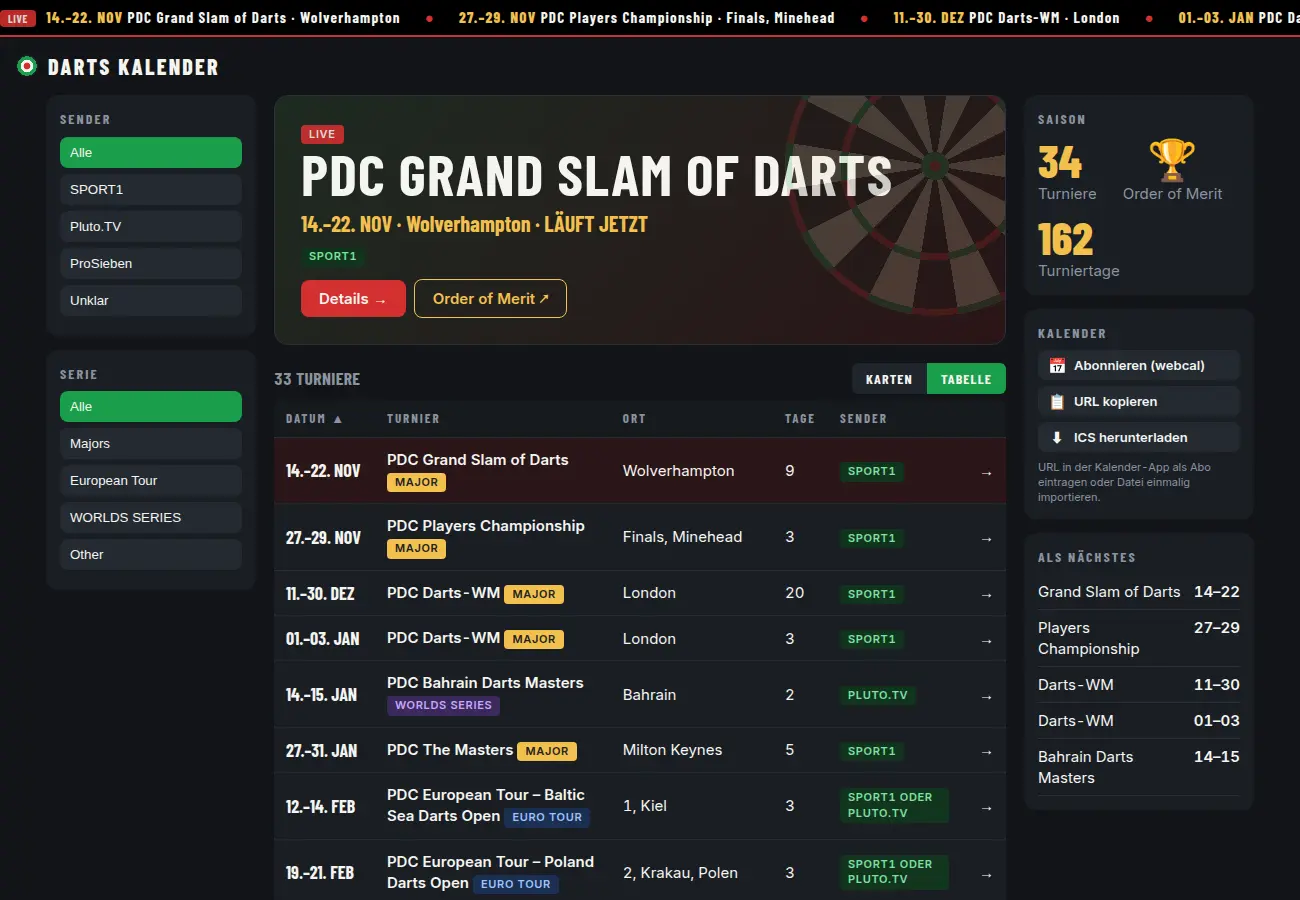 LIVE 14.–22. NOV PDC Grand Slam of Darts · Wolverhampton ● 27.–29. NOV PDC Players Championship · Finals, Minehead ● 11.–30. DEZ PDC Darts-WM · London ● 01.–03. JAN PDC Da
DARTS KALENDER
SENDER
Alle
SPORT1
Pluto.TV
ProSieben
Unklar
SERIE
Alle
Majors
European Tour
WORLDS SERIES
Other
LIVE
PDC GRAND SLAM OF DARTS
14.–22. NOV · Wolverhampton · LÄUFT JETZT
SPORT1
Details →
Order of Merit ↗
33 TURNIERE
KARTEN
TABELLE
DATUM ▲ TURNIER ORT TAGE SENDER
14.–22. NOV PDC Grand Slam of Darts MAJOR Wolverhampton 9 SPORT1 →
27.–29. NOV PDC Players Championship MAJOR Finals, Minehead 3 SPORT1 →
11.–30. DEZ PDC Darts-WM MAJOR London 20 SPORT1 →
01.–03. JAN PDC Darts-WM MAJOR London 3 SPORT1 →
14.–15. JAN PDC Bahrain Darts Masters WORLDS SERIES Bahrain 2 PLUTO.TV →
27.–31. JAN PDC The Masters MAJOR Milton Keynes 5 SPORT1 →
12.–14. FEB PDC European Tour – Baltic Sea Darts Open EURO TOUR 1, Kiel 3 SPORT1 ODER PLUTO.TV →
19.–21. FEB PDC European Tour – Poland Darts Open EURO TOUR 2, Krakau, Polen 3 SPORT1 ODER PLUTO.TV →
SAISON
34
Turniere
Order of Merit
162
Turniertage
KALENDER
Abonnieren (webcal)
URL kopieren
ICS herunterladen
URL in der Kalender-App als Abo
eintragen oder Datei einmalig
importieren.
ALS NÄCHSTES
Grand Slam of Darts 14–22
Players Championship 27–29
Darts-WM 11–30
Darts-WM 01–03
Bahrain Darts Masters 14–15